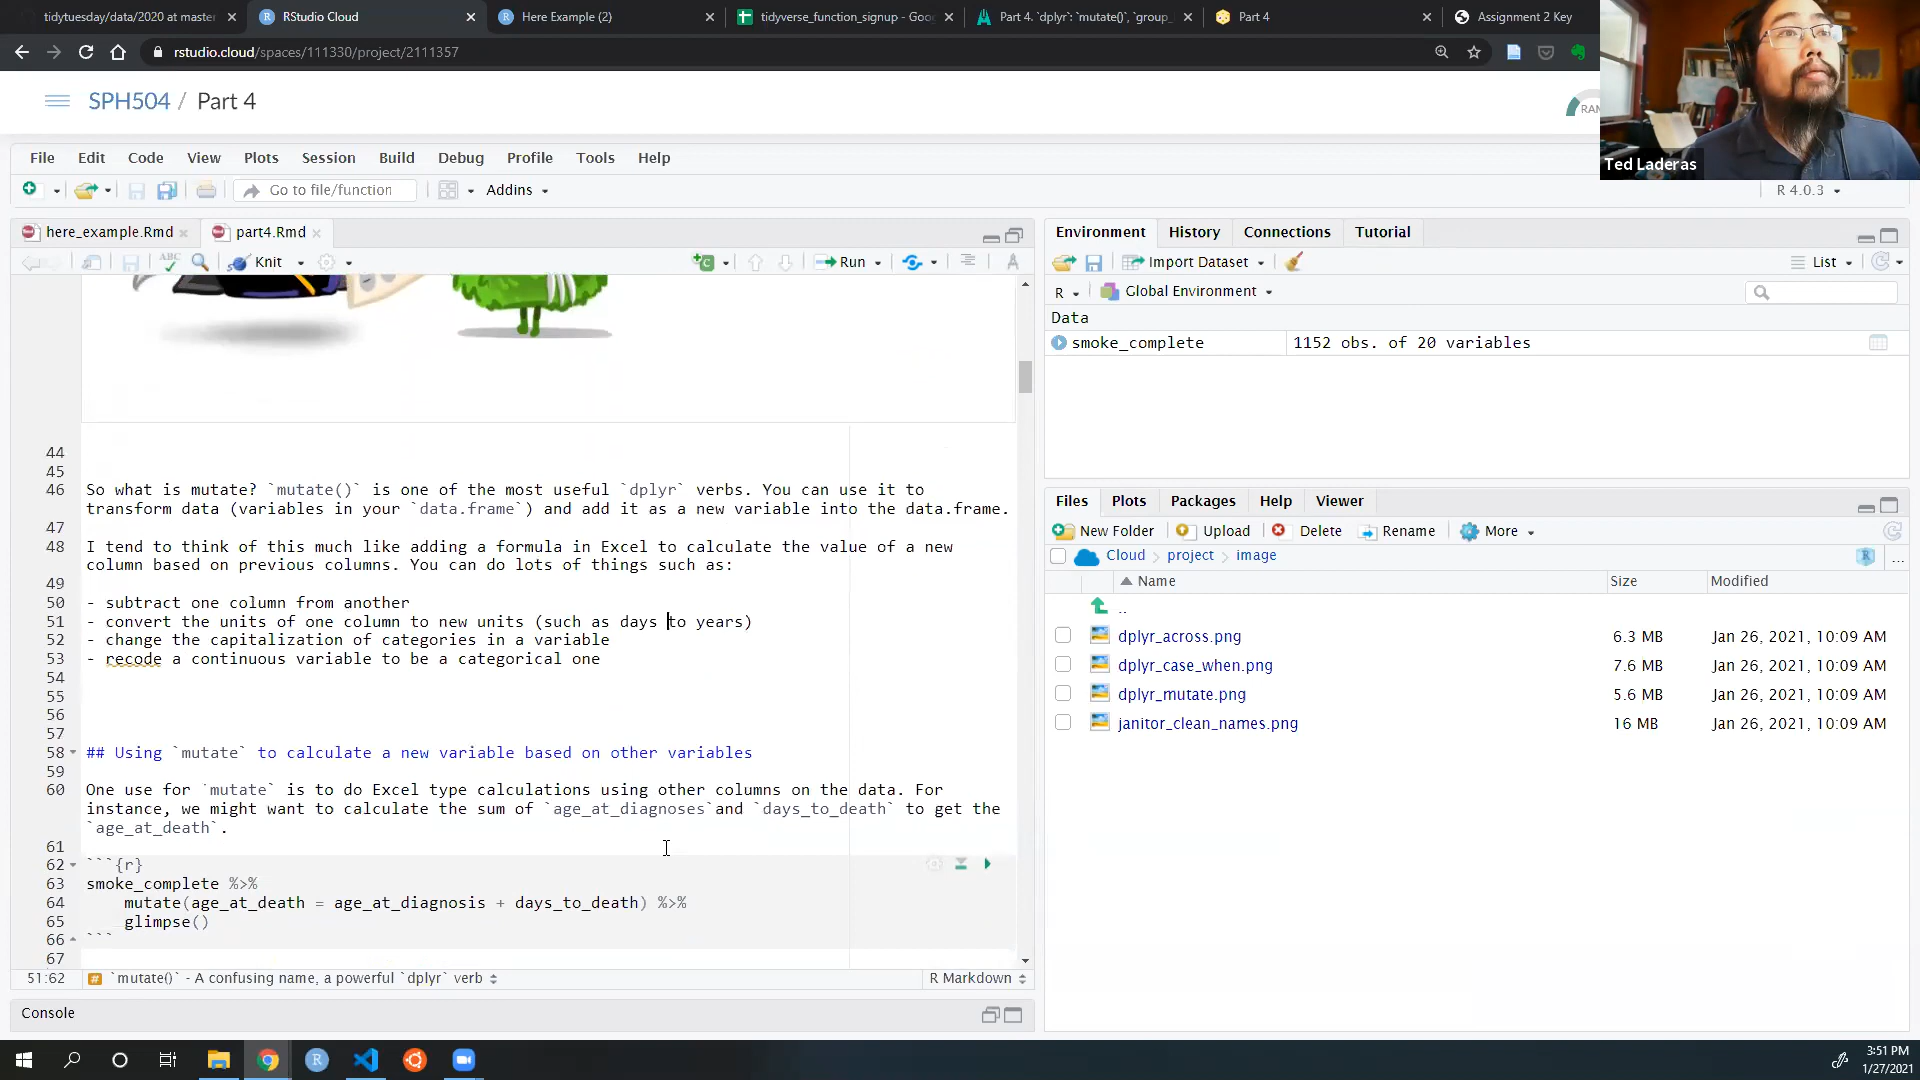 tidytuesday/data/2020 at master
RStudio Cloud
Here Example (2)
tidyverse_function_signup - Goo
Part 4. `dplyr`: `mutate()`, `group_
Part 4
Assignment 2 Key
rstudio.cloud/spaces/111330/project/2111357
SPH504 / Part 4
RAM
Ted Laderas
File Edit Code View Plots Session Build Debug Profile Tools Help
Go to file/function
Addins
R 4.0.3
here_example.Rmd
part4.Rmd
ABC
Knit
Run
44
45
46 So what is mutate? `mutate()` is one of the most useful `dplyr` verbs. You can use it to
transform data (variables in your `data.frame`) and add it as a new variable into the data.frame.
47
48 I tend to think of this much like adding a formula in Excel to calculate the value of a new
column based on previous columns. You can do lots of things such as:
49
50 - subtract one column from another
51 - convert the units of one column to new units (such as days to years)
52 - change the capitalization of categories in a variable
53 - recode a continuous variable to be a categorical one
54
55
56
57
58 ## Using `mutate` to calculate a new variable based on other variables
59
60 One use for `mutate` is to do Excel type calculations using other columns on the data. For
instance, we might want to calculate the sum of `age_at_diagnoses`and `days_to_death` to get the
`age_at_death`.
61
62 ```{r}
63 smoke_complete %>%
64 mutate(age_at_death = age_at_diagnosis + days_to_death) %>%
65 glimpse()
66 ```
67
51:62 # `mutate()` - A confusing name, a powerful `dplyr` verb
R Markdown
Console
Environment History Connections Tutorial
Import Dataset
List
R Global Environment
Data
smoke_complete 1152 obs. of 20 variables
Files Plots Packages Help Viewer
New Folder Upload Delete Rename More
Cloud > project > image
R
...
Name Size Modified
..
dplyr_across.png 6.3 MB Jan 26, 2021, 10:09 AM
dplyr_case_when.png 7.6 MB Jan 26, 2021, 10:09 AM
dplyr_mutate.png 5.6 MB Jan 26, 2021, 10:09 AM
janitor_clean_names.png 16 MB Jan 26, 2021, 10:09 AM
3:51 PM
1/27/2021